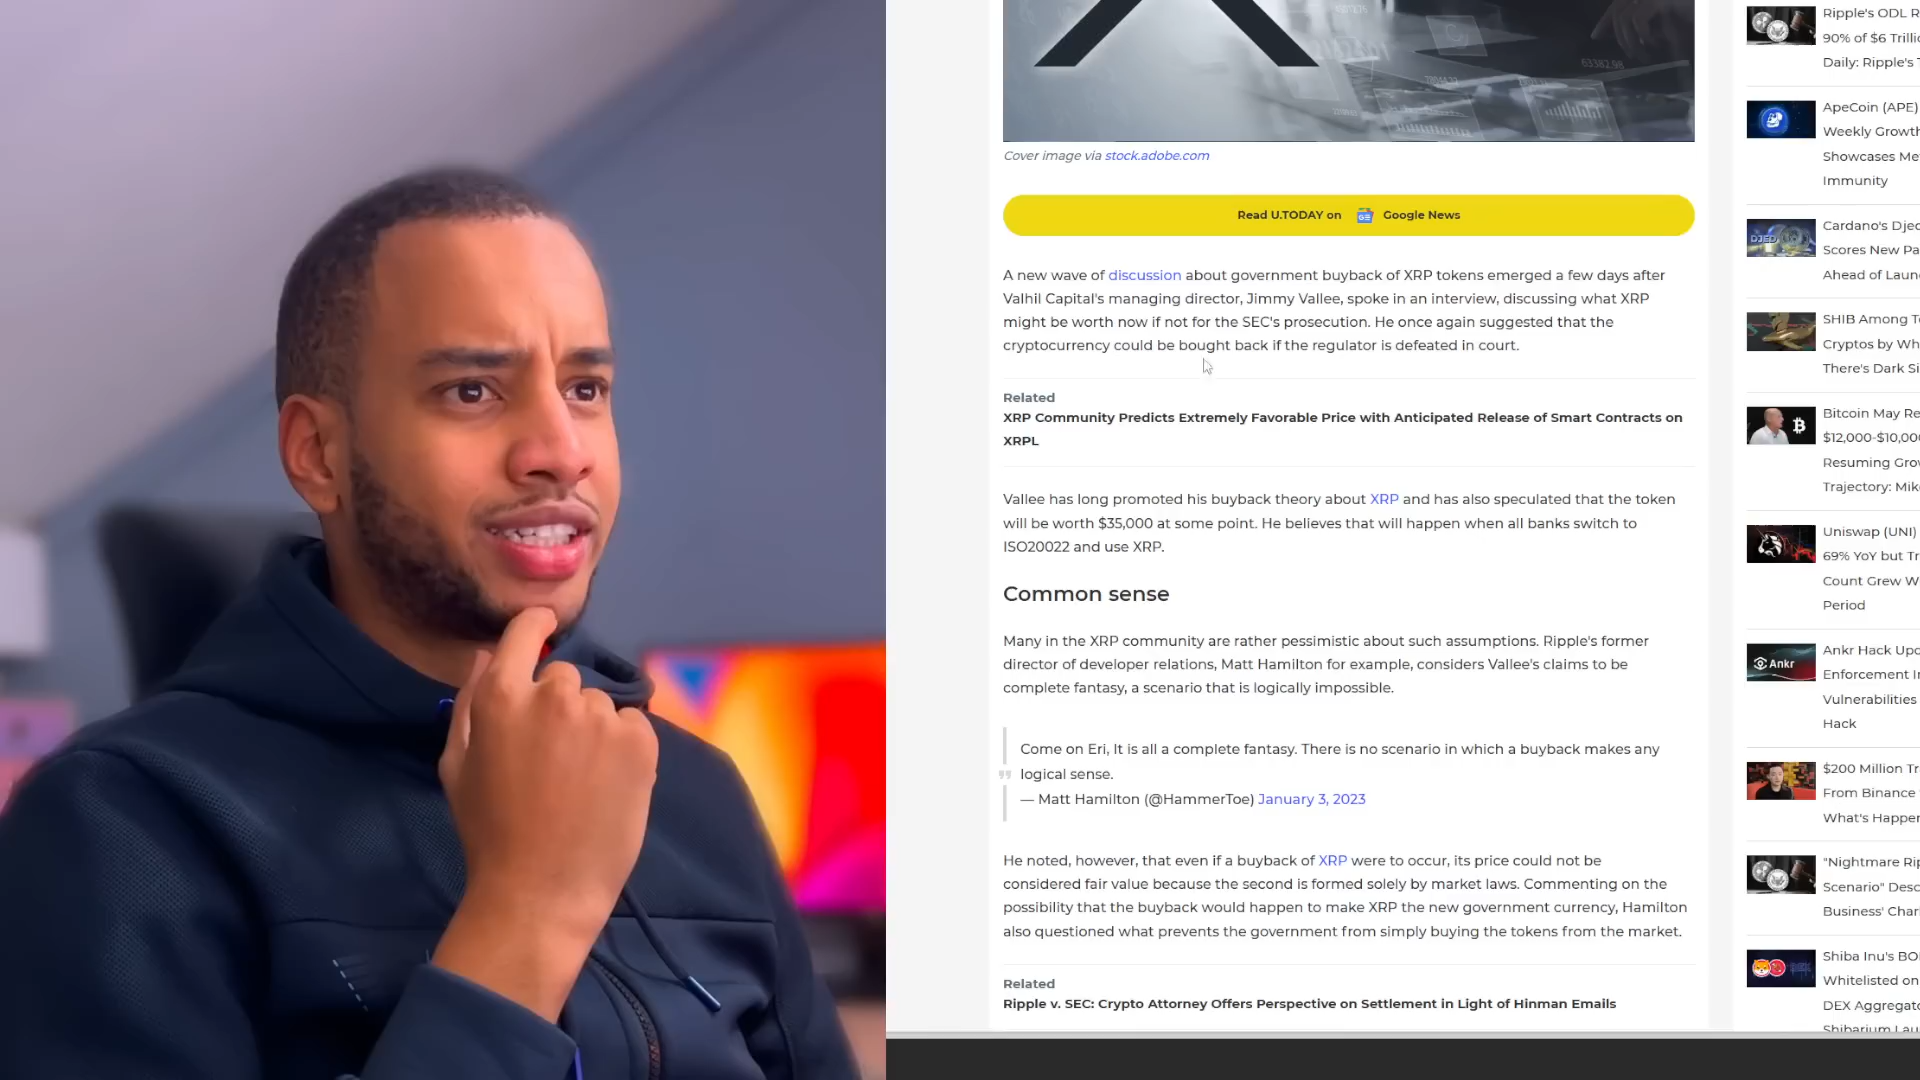 63382.98
Cover image via stock.adobe.com
Read U.TODAY on Google News
A new wave of discussion about government buyback of XRP tokens emerged a few days after
Valhil Capital's managing director, Jimmy Vallee, spoke in an interview, discussing what XRP
might be worth now if not for the SEC's prosecution. He once again suggested that the
cryptocurrency could be bought back if the regulator is defeated in court.
Related
XRP Community Predicts Extremely Favorable Price with Anticipated Release of Smart Contracts on
XRPL
Vallee has long promoted his buyback theory about XRP and has also speculated that the token
will be worth $35,000 at some point. He believes that will happen when all banks switch to
ISO20022 and use XRP.
Common sense
Many in the XRP community are rather pessimistic about such assumptions. Ripple's former
director of developer relations, Matt Hamilton for example, considers Vallee's claims to be
complete fantasy, a scenario that is logically impossible.
Come on Eri, It is all a complete fantasy. There is no scenario in which a buyback makes any
logical sense.
— Matt Hamilton (@HammerToe) January 3, 2023
He noted, however, that even if a buyback of XRP were to occur, its price could not be
considered fair value because the second is formed solely by market laws. Commenting on the
possibility that the buyback would happen to make XRP the new government currency, Hamilton
also questioned what prevents the government from simply buying the tokens from the market.
Related
Ripple v. SEC: Crypto Attorney Offers Perspective on Settlement in Light of Hinman Emails
Ripple's ODL R
90% of $6 Trilli
Daily: Ripple's T
ApeCoin (APE)
Weekly Growth
Showcases Me
Immunity
DJED
Cardano's Djed
Scores New Pa
Ahead of Laun
SHIB Among To
Cryptos by Wh
There's Dark Si
Bitcoin May Re
$12,000-$10,000
Resuming Grow
Trajectory: Mik
Uniswap (UNI)
69% YoY but Tr
Count Grew W
Period
Ankr
Ankr Hack Upd
Enforcement In
Vulnerabilities
Hack
$200 Million Tr
From Binance
What's Happen
"Nightmare Rip
Scenario" Desc
Business' Char
Shiba Inu's BO
Whitelisted on
DEX Aggregato
Shibarium Lau